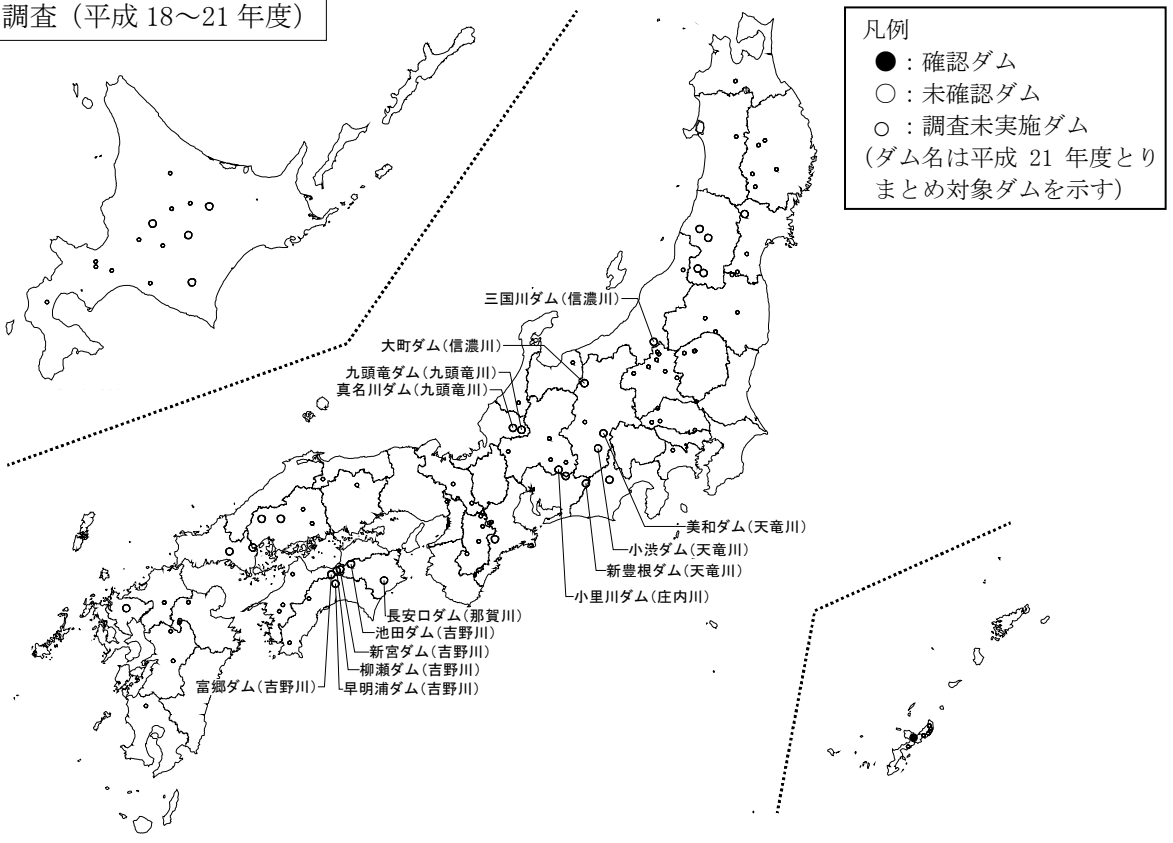 調査（平成 18～21 年度）
凡例
●：確認ダム
○：未確認ダム
○：調査未実施ダム
（ダム名は平成 21 年度とり
まとめ対象ダムを示す）
三国川ダム(信濃川)
大町ダム(信濃川)
九頭竜ダム(九頭竜川)
真名川ダム(九頭竜川)
美和ダム(天竜川)
小渋ダム(天竜川)
新豊根ダム(天竜川)
小里川ダム(庄内川)
長安口ダム(那賀川)
池田ダム(吉野川)
新宮ダム(吉野川)
柳瀬ダム(吉野川)
富郷ダム(吉野川)
早明浦ダム(吉野川)